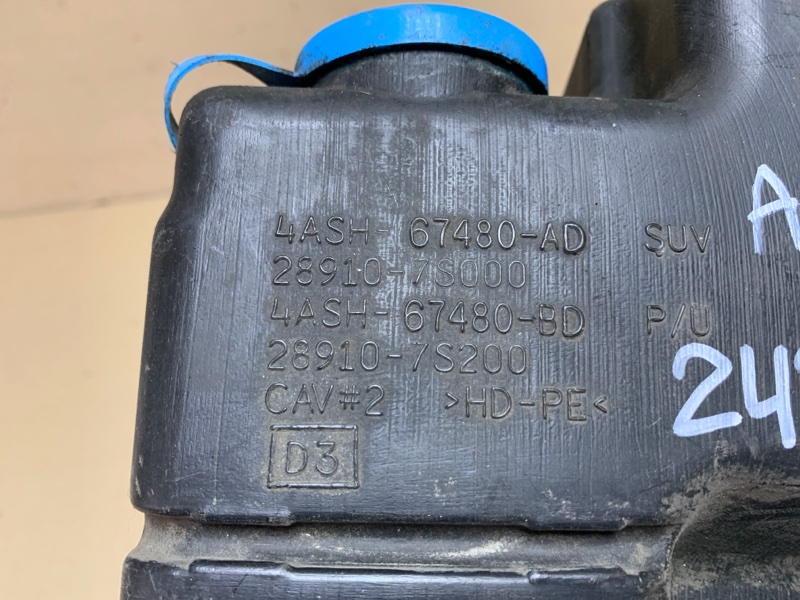 4ASH- 67480-AD SUV
28910-7S000
4ASH- 67480-BD P/U
28910-7S200
CAV#2 >HD-PE<
D3